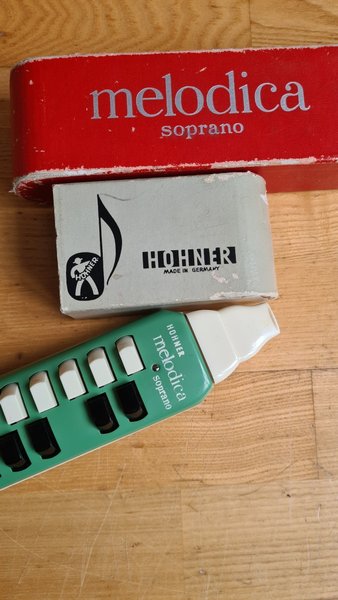 melodica
soprano
HOHNER
HOHNER
MADE IN GERMANY
HOHNER
melodica
soprano